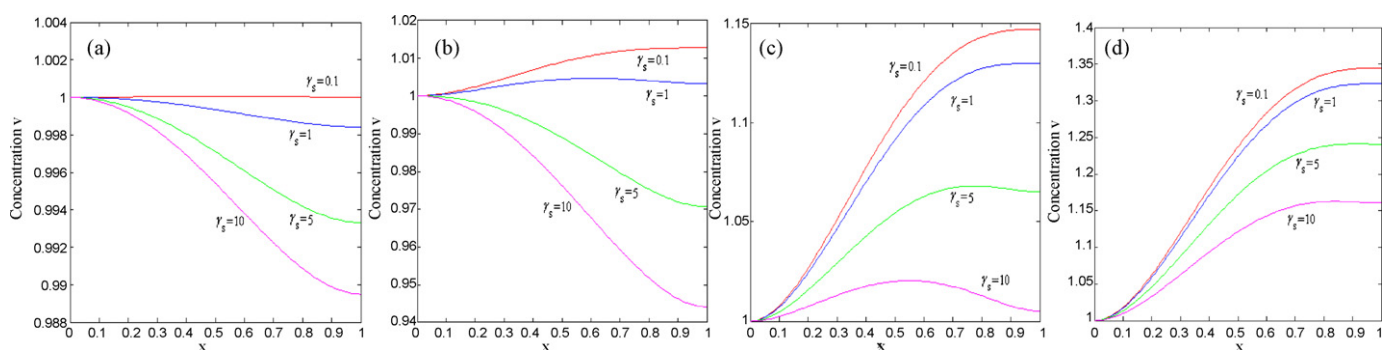 (a)
Concentration v
1.004
1.002
1
0.998
0.996
0.994
0.992
0.99
0.988
γs=0.1
γs=1
γs=5
γs=10
0 0.1 0.2 0.3 0.4 0.5 0.6 0.7 0.8 0.9 1
x
(b)
Concentration v
1.02
1.01
1
0.99
0.98
0.97
0.96
0.95
0.94
γs=0.1
γs=1
γs=5
γs=10
0 0.1 0.2 0.3 0.4 0.5 0.6 0.7 0.8 0.9 1
x
(c)
Concentration v
1.15
1.1
1.05
1
γs=0.1
γs=1
γs=5
γs=10
0 0.1 0.2 0.3 0.4 0.5 0.6 0.7 0.8 0.9 1
x
(d)
Concentration v
1.4
1.35
1.3
1.25
1.2
1.15
1.1
1.05
1
γs=0.1
γs=1
γs=5
γs=10
0 0.1 0.2 0.3 0.4 0.5 0.6 0.7 0.8 0.9 1
x